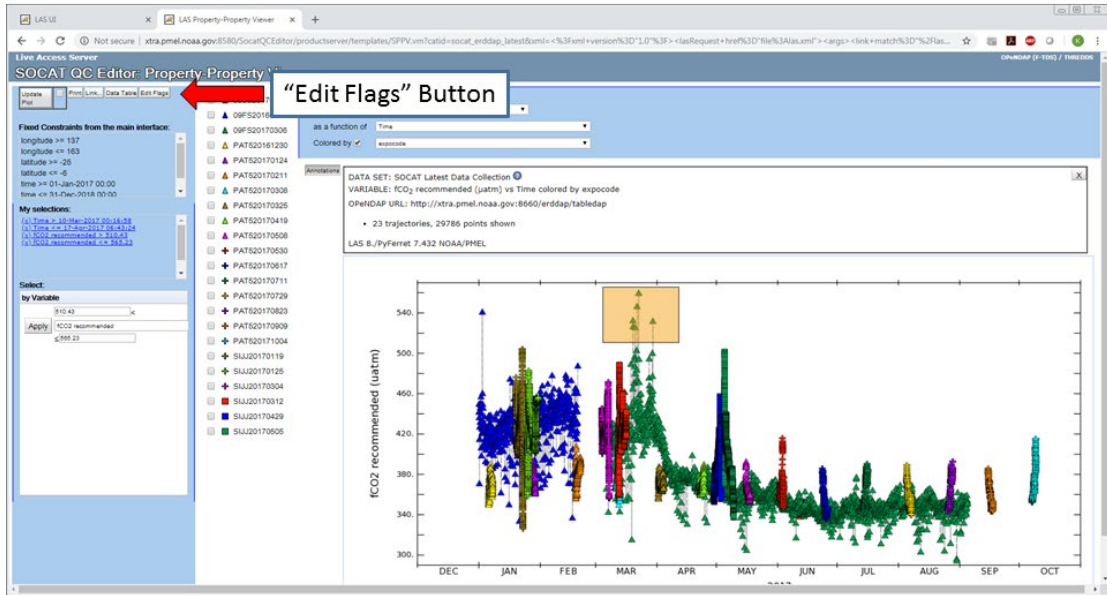 LAS UI
LAS Property-Property Viewer
Not secure | xtra.pmel.noaa.gov:8580/SocatQCEditor/productserver/templates/SPPV.vm?catid=socat_erddap_latest&xml=<%3Fxml+version%3D"1.0"%3F><lasRequest+href%3D"file%3Alas.xml"><args><link+match%3D"%2Flas...
Live Access Server
OPeNDAP (F-TDS) / THREDDS
SOCAT QC Editor: Property-Property
Update Plot
Print
Link...
Data Table
Edit Flags
"Edit Flags" Button
Fixed Constraints from the main interface:
longitude >= 137
longitude <= 163
latitude >= -26
latitude <= -6
time >= 01-Jan-2017 00:00
time <= 31-Dec-2018 00:00
My selections:
(x) Time > 10-Mar-2017 00:16:58
(x) Time <= 17-Apr-2017 06:43:24
(x) fCO2 recommended > 510.43
(x) fCO2 recommended <= 565.23
Select:
by Variable
510.43 <
Apply
fCO2 recommended
≤ 565.23
09FS20170306
PAT520161230
PAT520170124
PAT520170211
PAT520170308
PAT520170325
PAT520170419
PAT520170508
PAT520170530
PAT520170617
PAT520170711
PAT520170729
PAT520170823
PAT520170909
PAT520171004
SIJJ20170119
SIJJ20170125
SIJJ20170304
SIJJ20170312
SIJJ20170429
SIJJ20170505
as a function of
Time
Colored by
expocode
Annotations
DATA SET: SOCAT Latest Data Collection
X
VARIABLE: fCO2 recommended (µatm) vs Time colored by expocode
OPeNDAP URL: http://xtra.pmel.noaa.gov:8660/erddap/tabledap
• 23 trajectories, 29786 points shown
LAS 8./PyFerret 7.432 NOAA/PMEL
fCO2 recommended (uatm)
540.
500.
460.
420.
380.
340.
300.
DEC JAN FEB MAR APR MAY JUN JUL AUG SEP OCT